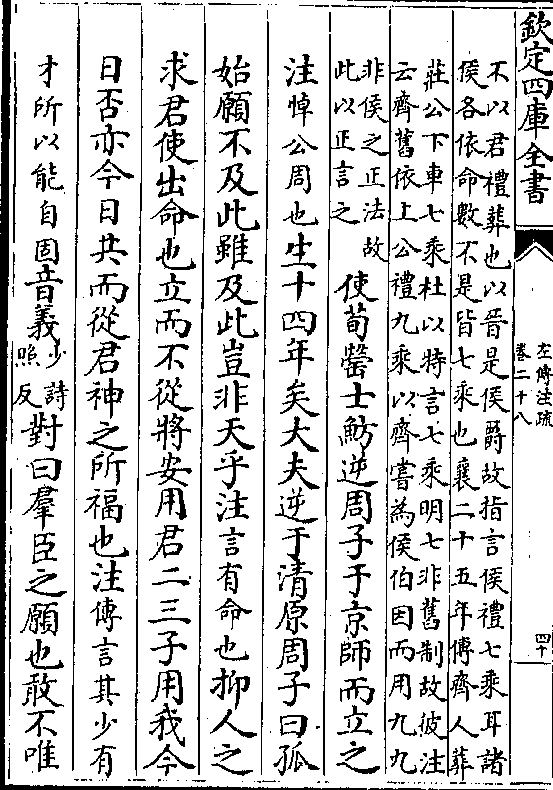 欽定四庫全書
左傳注疏
卷二十八
四十
不以君禮葬也以晉是侯爵故指言侯禮七乘耳諸
侯各依命數不是皆七乘也襄二十五年傳齊人葬
莊公下車七乘杜以特言七乘明七非舊制故彼注
云齊舊依上公禮九乘以齊嘗為侯伯因而用九九
非侯之正法故
此以正言之
使荀罃士魴逆周子于京師而立之
注悼公周也生十四年矣大夫逆于清原周子曰孤
始願不及此雖及此豈非天乎注言有命也抑人之
求君使出命也立而不從將安用君二三子用我今
日否亦今日共而從君神之所福也注傳言其少有
才所以能自固音義少詩
照反
對曰羣臣之願也敢不唯